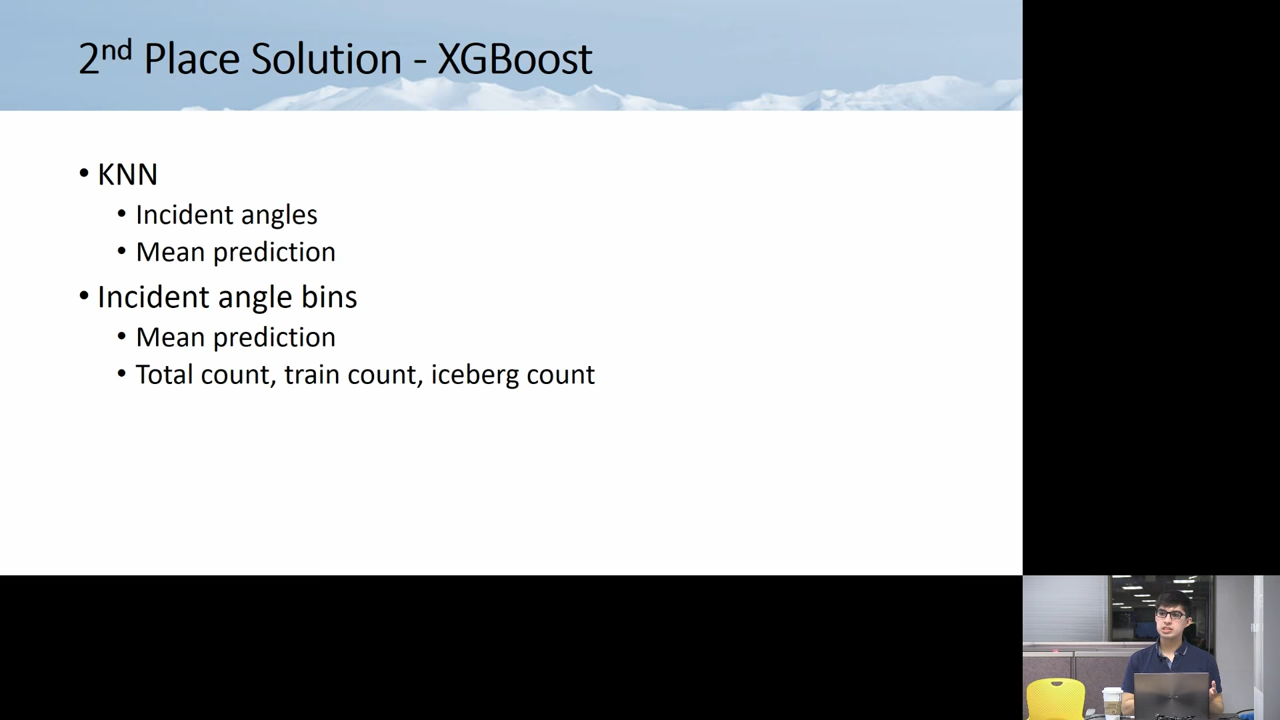 2nd Place Solution - XGBoost
• KNN
• Incident angles
• Mean prediction
• Incident angle bins
• Mean prediction
• Total count, train count, iceberg count